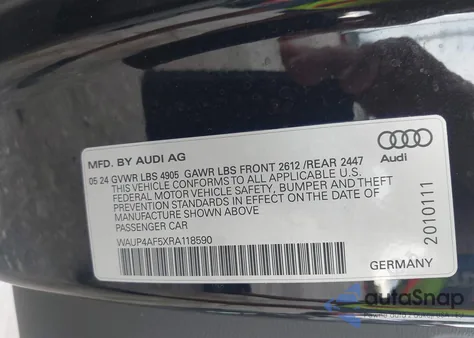 MFD. BY AUDI AG
05 24 GVWR LBS 4905 GAWR LBS FRONT 2612 /REAR 2447
THIS VEHICLE CONFORMS TO ALL APPLICABLE U.S.
FEDERAL MOTOR VEHICLE SAFETY, BUMPER AND THEFT
PREVENTION STANDARDS IN EFFECT ON THE DATE OF
MANUFACTURE SHOWN ABOVE.
PASSENGER CAR
WAUP4AF5XRA118590
Audi
2010111
GERMANY
autoSnap